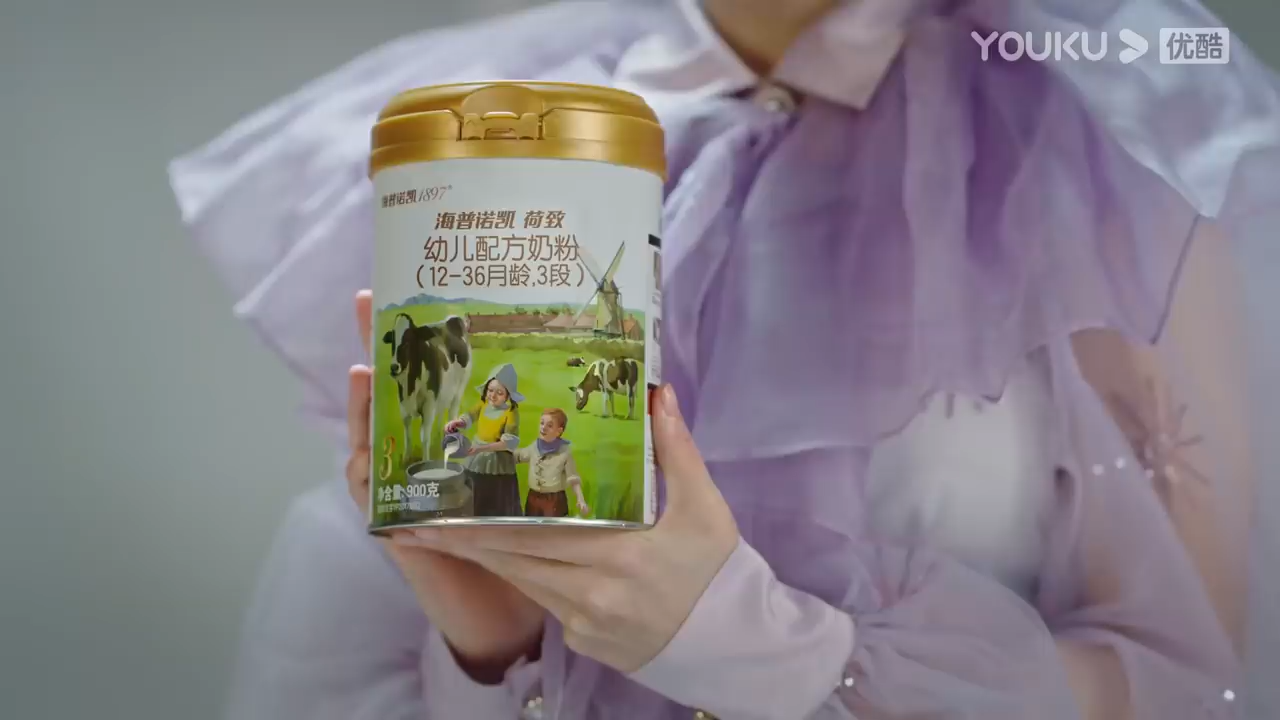 YOUKU 优酷
海普诺凯1897
海普诺凯 荷致
幼儿配方奶粉
(12-36月龄,3段)
3
净含量:900克